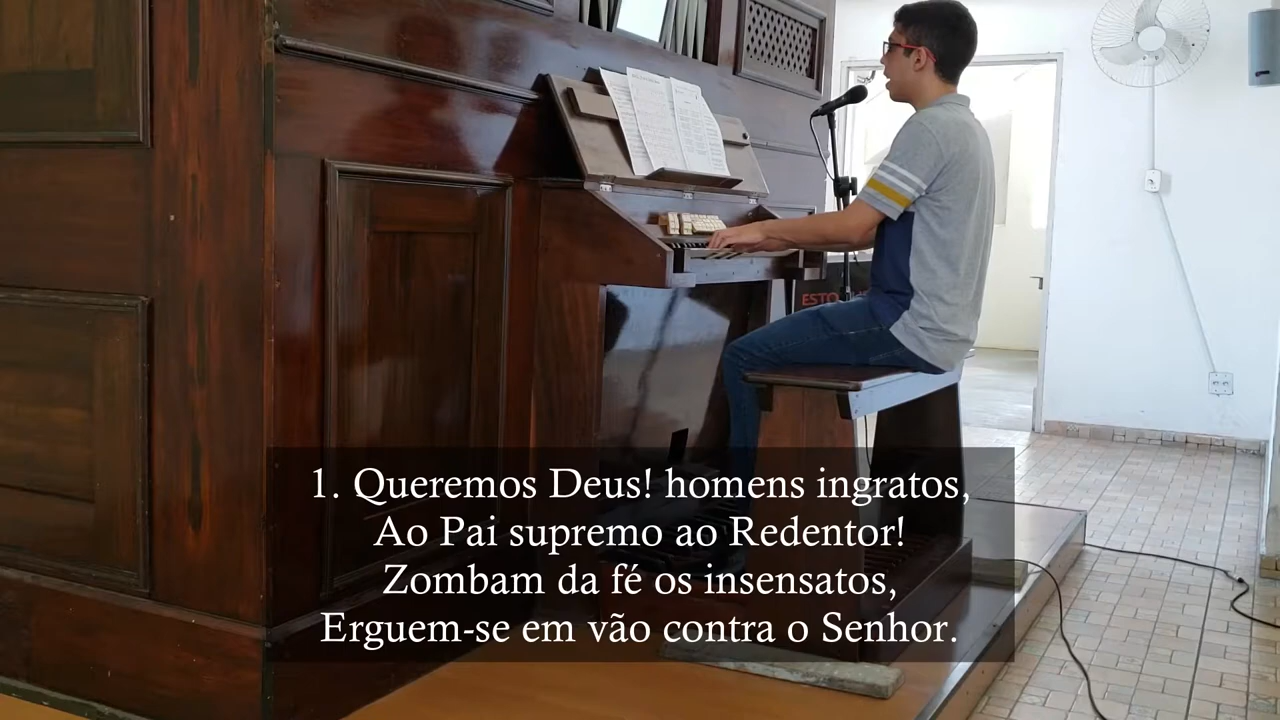 ESTO
1. Queremos Deus! homens ingratos,
Ao Pai supremo ao Redentor!
Zombam da fé os insensatos,
Erguem-se em vão contra o Senhor.